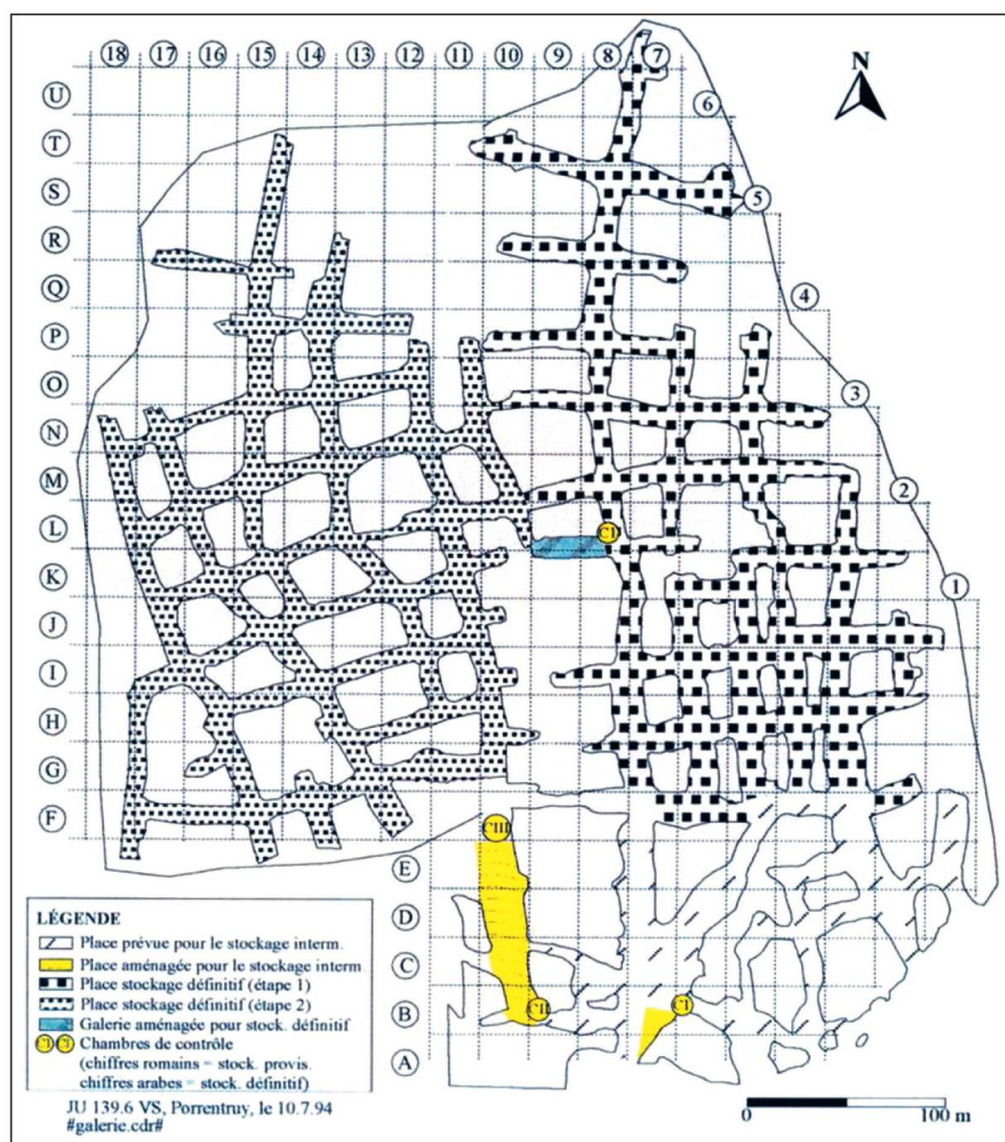 18 17 16 15 14 13 12 11 10 9 8 7
N
U
6
T
S
5
R
Q
4
P
O
3
N
M
2
L
K
1
J
I
H
G
F
CIII
E
D
C
CII
CI
B
A
LÉGENDE
Place prévue pour le stockage interm.
Place aménagée pour le stockage interm
Place stockage définitif (étape 1)
Place stockage définitif (étape 2)
Galerie aménagée pour stock. définitif
Chambres de contrôle
(chiffres romains = stock. provis.
chiffres arabes = stock. définitif)
JU 139.6 VS, Porrentruy, le 10.7.94
#galerie.cdr#
0 100 m